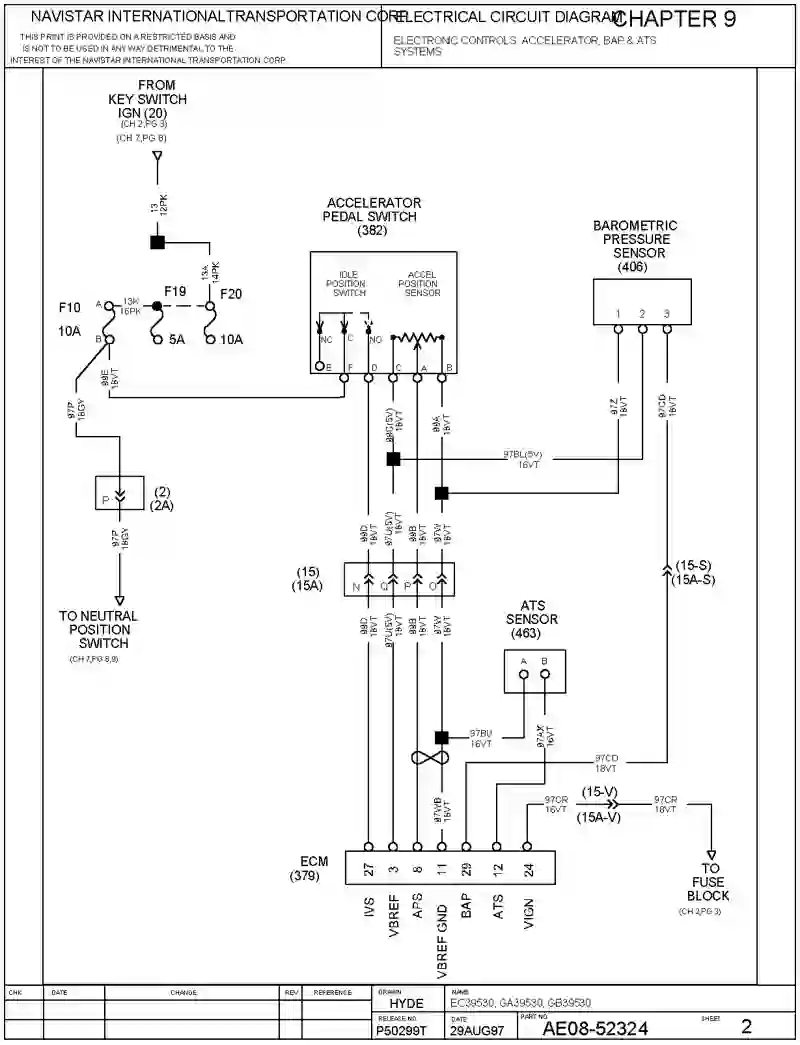 NAVISTAR INTERNATIONAL TRANSPORTATION CORP.
THIS PRINT IS PROVIDED ON A RESTRICTED BASIS AND
IS NOT TO BE USED IN ANY WAY DETRIMENTAL TO THE
INTEREST OF THE NAVISTAR INTERNATIONAL TRANSPORTATION CORP
ELECTRICAL CIRCUIT DIAGRAM
CHAPTER 9
ELECTRONIC CONTROLS ACCELERATOR, BAP & ATS
SYSTEMS
FROM
KEY SWITCH
IGN (20)
(CH 2,PG 3)
(CH 7,PG 8)
13
12PK
13A
14PK
F10
10A
A
B
13W
16PK
F19
5A
F20
10A
99E
18VT
97P
18GY
P
(2)
(2A)
97P
18GY
TO NEUTRAL
POSITION
SWITCH
(CH 7,PG 8,9)
ACCELERATOR
PEDAL SWITCH
(382)
IDLE
POSITION
SWITCH
ACCEL
POSITION
SENSOR
NC
C
NO
E
F
D
C
A
B
99C(5V)
18VT
99A
18VT
BAROMETRIC
PRESSURE
SENSOR
(406)
1
2
3
97Z
18VT
97CD
18VT
97BL(5V)
16VT
99D
18VT
97U(5V)
18VT
99B
18VT
97W
18VT
(15)
(15A)
N
Q
P
O
(15-S)
(15A-S)
99D
18VT
97U(5V)
18VT
99B
18VT
97W
18VT
ATS
SENSOR
(463)
A
B
97BU
16VT
97AX
16VT
97CD
18VT
97WB
18VT
97CR
16VT
(15-V)
(15A-V)
97CR
18VT
TO
FUSE
BLOCK
(CH 2,PG 3)
ECM
(379)
27
3
8
11
29
12
24
IVS
VBREF
APS
VBREF GND
BAP
ATS
VIGN
CHK
DATE
CHANGE
REV
REFERENCE
DRAWN
HYDE
NAME
EC39530, GA39530, GB39530
RELEASE NO.
P50299T
DATE
29AUG97
PART NO.
AE08-52324
SHEET
2